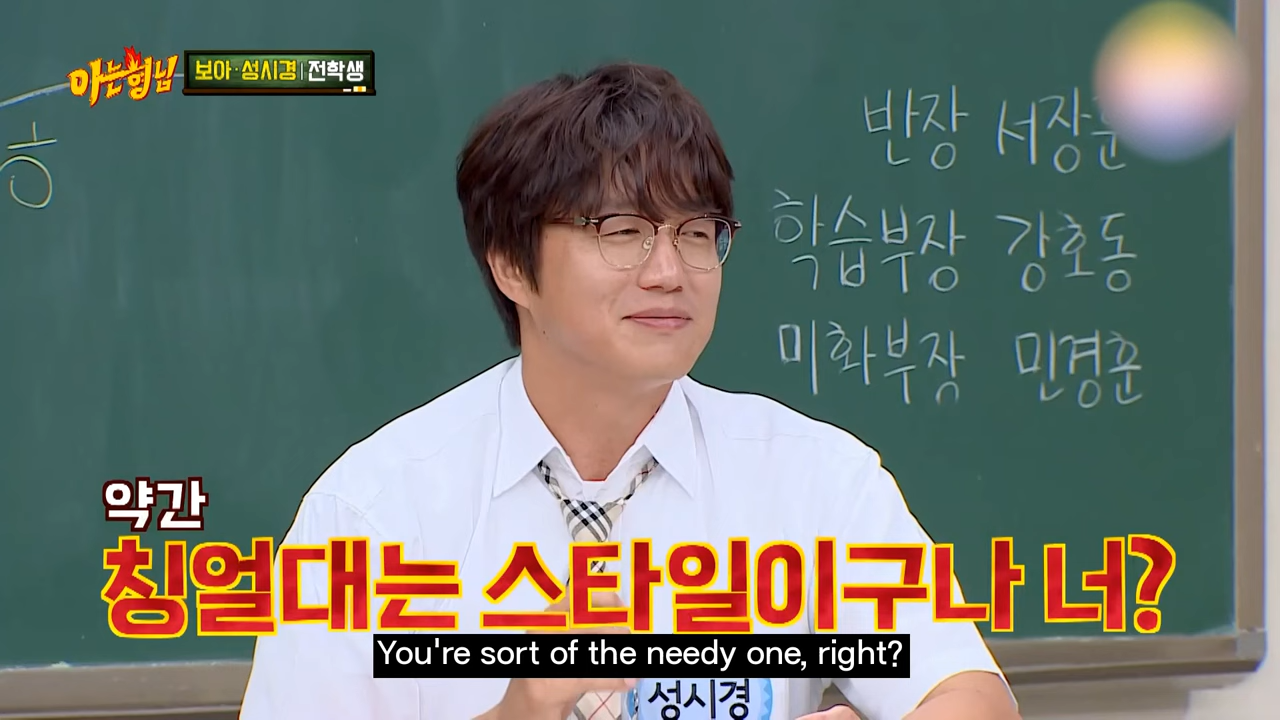 아는형님
보아·성시경 | 전학생
하
반장 서장훈
학습부장 강호동
미화부장 민경훈
약간
칭얼대는 스타일이구나 너?
You're sort of the needy one, right?
성시경